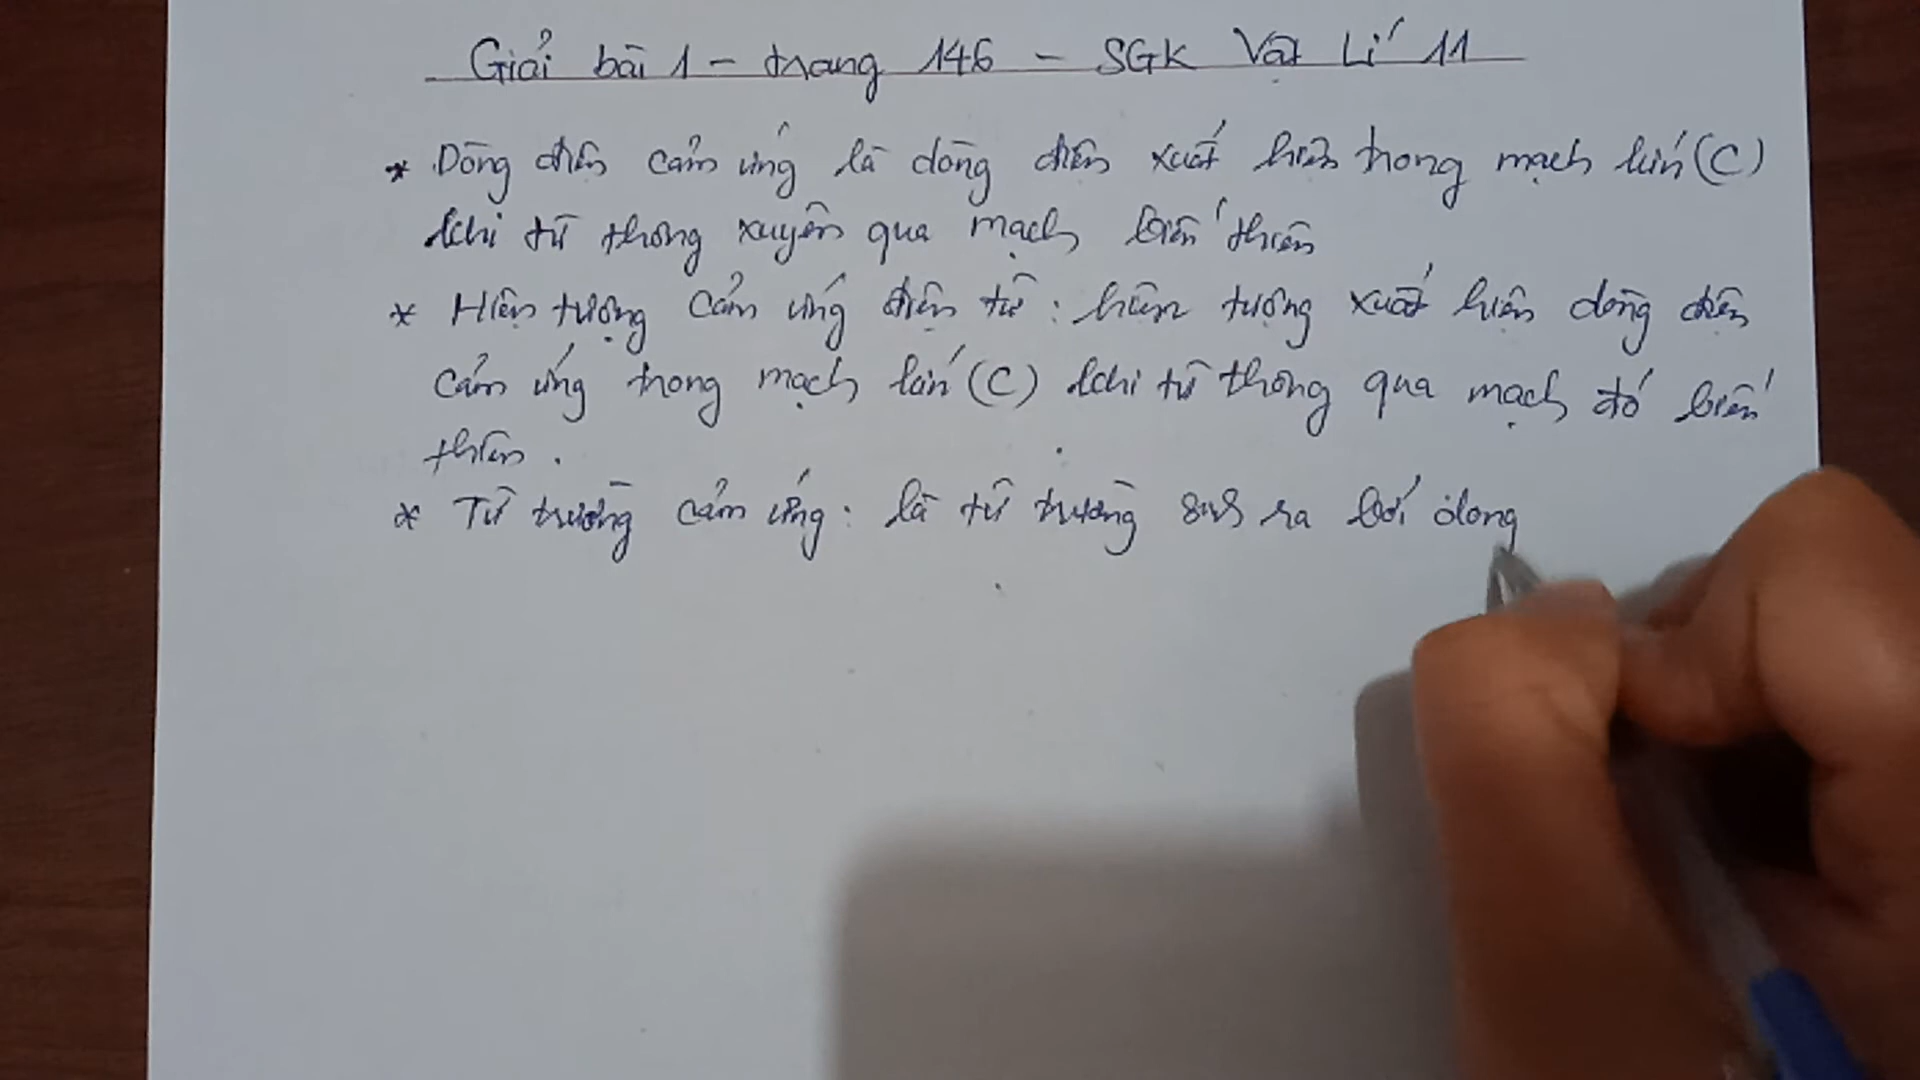 Giải bài 1 - trang 146 - SGK Vật Lí 11
* Dòng điện cảm ứng là dòng điện xuất hiện trong mạch kín (C)
khi từ thông xuyên qua mạch biến thiên
* Hiện tượng cảm ứng điện từ : hiện tượng xuất hiện dòng điện
cảm ứng trong mạch kín (C) khi từ thông qua mạch đó biến
thiên .
* Từ trường cảm ứng : là từ trường sinh ra bởi dong